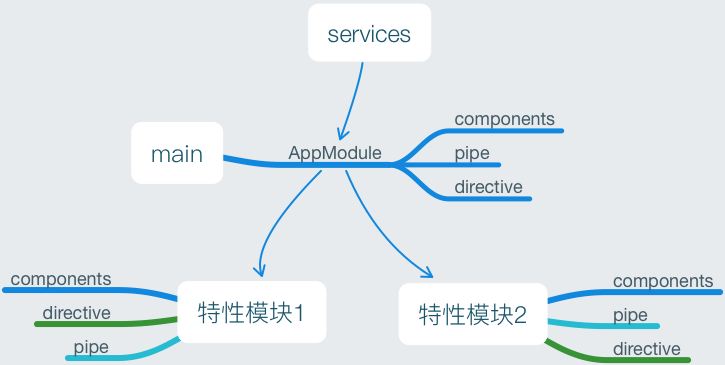 services
main
AppModule
components
pipe
directive
components
directive
pipe
特性模块1
特性模块2
components
pipe
directive